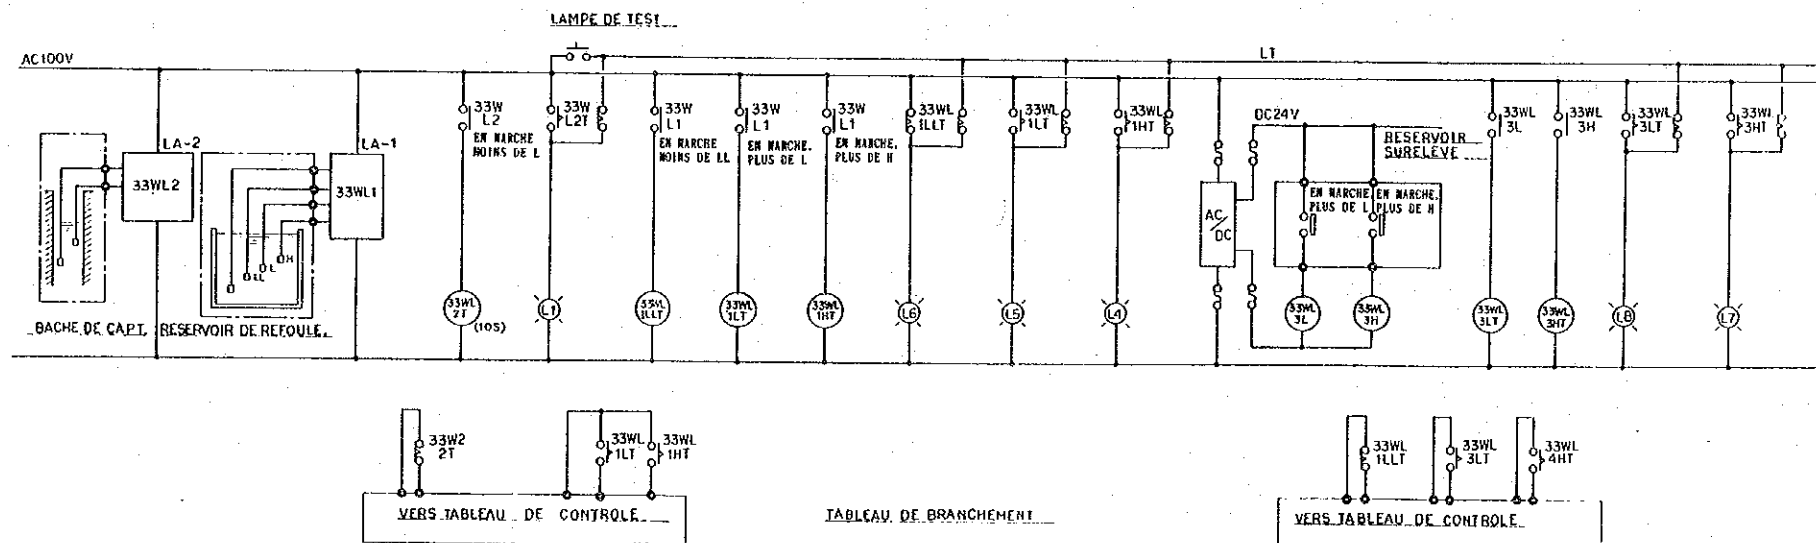 LAMPE DE TEST
AC100V
LT
LA-2
33WL2
LA-1
33WL1
LL
L
H
BACHE DE CAPT.
RESERVOIR DE REFOULE.
33W
L2
EN MARCHE
MOINS DE L
33W
L2T
33W
L1
EN MARCHE
MOINS DE LL
33W
L1
EN MARCHE,
PLUS DE L
33W
L1
EN MARCHE,
PLUS DE H
33WL
1LLT
33WL
1LT
33WL
1HT
DC24V
RESERVOIR
SURELEVE
EN MARCHE,
PLUS DE L
EN MARCHE,
PLUS DE H
AC/DC
33WL
3L
33WL
3H
33WL
3LT
33WL
3HT
33WL
2T
(10S)
L1
33WL
1LLT
33WL
1LT
33WL
1HT
L6
L5
L4
33WL
3L
33WL
3H
33WL
3LT
33WL
3HT
L8
L7
33W2
2T
33WL
1LT
33WL
1HT
VERS TABLEAU DE CONTROLE
TABLEAU DE BRANCHEMENT
33WL
1LLT
33WL
3LT
33WL
4HT
VERS TABLEAU DE CONTROLE